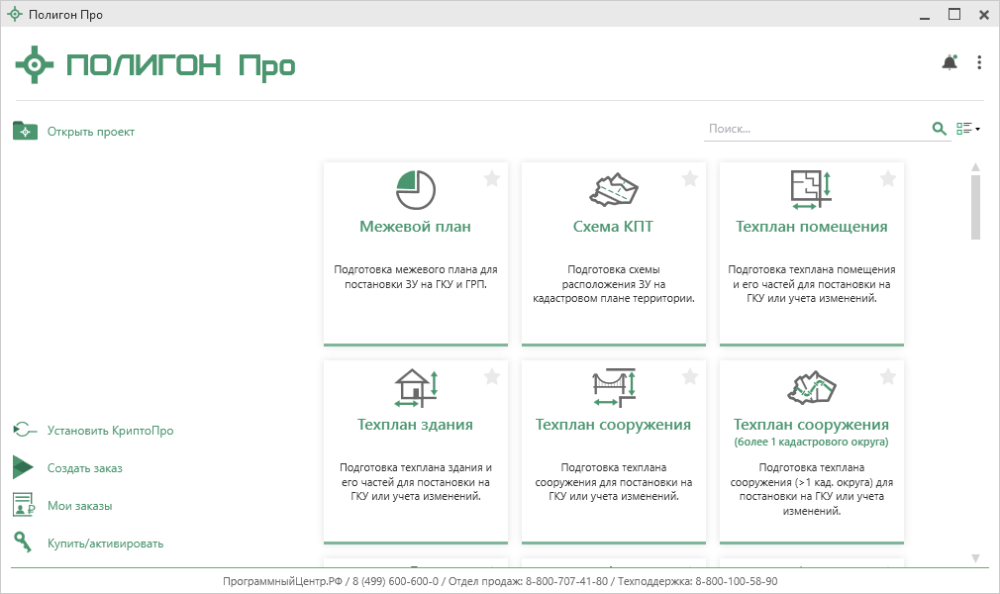 Полигон Про
ПОЛИГОН Про
Открыть проект
Поиск...
Межевой план
Подготовка межевого плана для
постановки ЗУ на ГКУ и ГРП.
Схема КПТ
Подготовка схемы
расположения ЗУ на
кадастровом плане территории.
Техплан помещения
Подготовка техплана помещения
и его частей для постановки на
ГКУ или учета изменений.
Техплан здания
Подготовка техплана здания и
его частей для постановки на
ГКУ или учета изменений.
Техплан сооружения
Подготовка техплана
сооружения для постановки на
ГКУ или учета изменений.
Техплан сооружения
(более 1 кадастрового округа)
Подготовка техплана
сооружения (>1 кад. округа) для
постановки на ГКУ или учета
изменений.
Установить КриптоПро
Создать заказ
Мои заказы
Купить/активировать
ПрограммныйЦентр.РФ / 8 (499) 600-600-0 / Отдел продаж: 8-800-707-41-80 / Техподдержка: 8-800-100-58-90